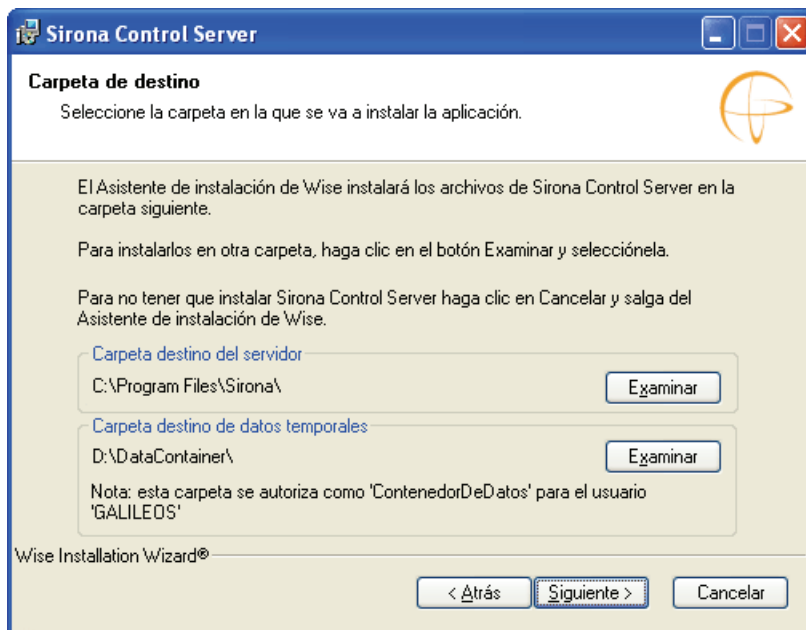 Sirona Control Server
Carpeta de destino
Seleccione la carpeta en la que se va a instalar la aplicación.
El Asistente de instalación de Wise instalará los archivos de Sirona Control Server en la
carpeta siguiente.
Para instalarlos en otra carpeta, haga clic en el botón Examinar y selecciónela.
Para no tener que instalar Sirona Control Server haga clic en Cancelar y salga del
Asistente de instalación de Wise.
Carpeta destino del servidor
C:\Program Files\Sirona\
Examinar
Carpeta destino de datos temporales
D:\DataContainer\
Examinar
Nota: esta carpeta se autoriza como 'ContenedorDeDatos' para el usuario
'GALILEOS'
Wise Installation Wizard®
< Atrás
Siguiente >
Cancelar